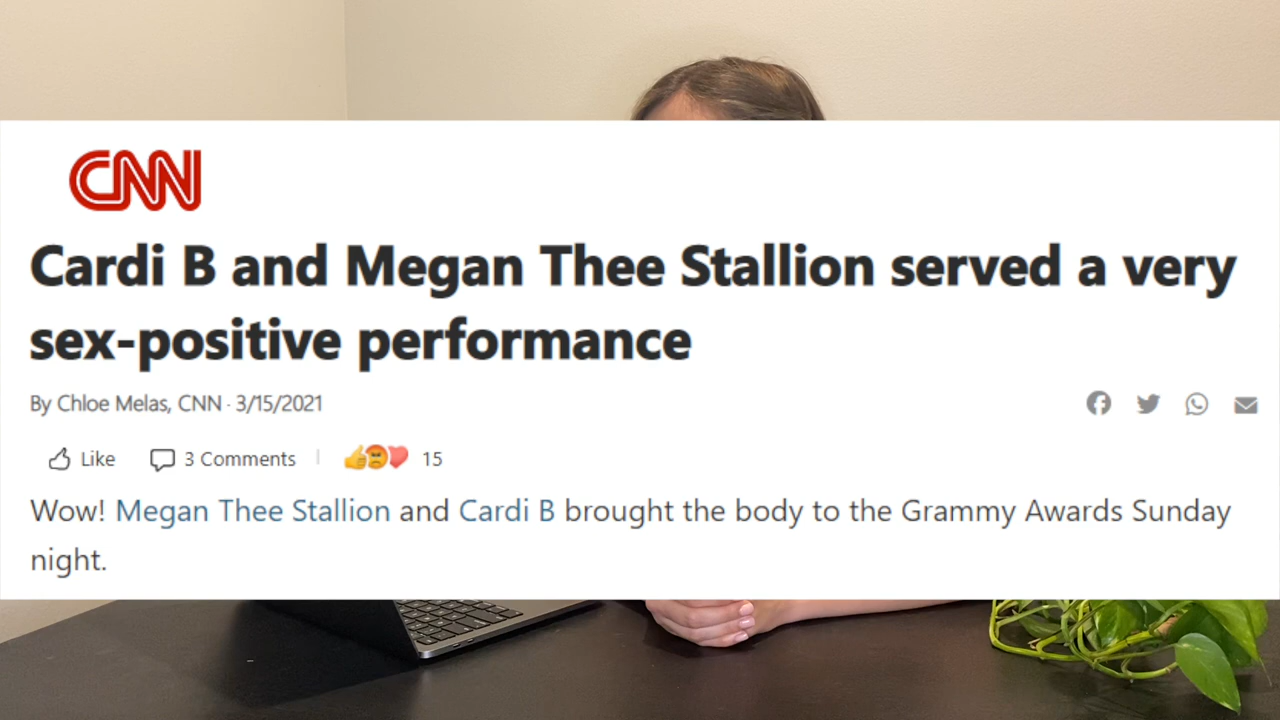 CNN
Cardi B and Megan Thee Stallion served a very
sex-positive performance
By Chloe Melas, CNN · 3/15/2021
Like 3 Comments 15
Wow! Megan Thee Stallion and Cardi B brought the body to the Grammy Awards Sunday
night.